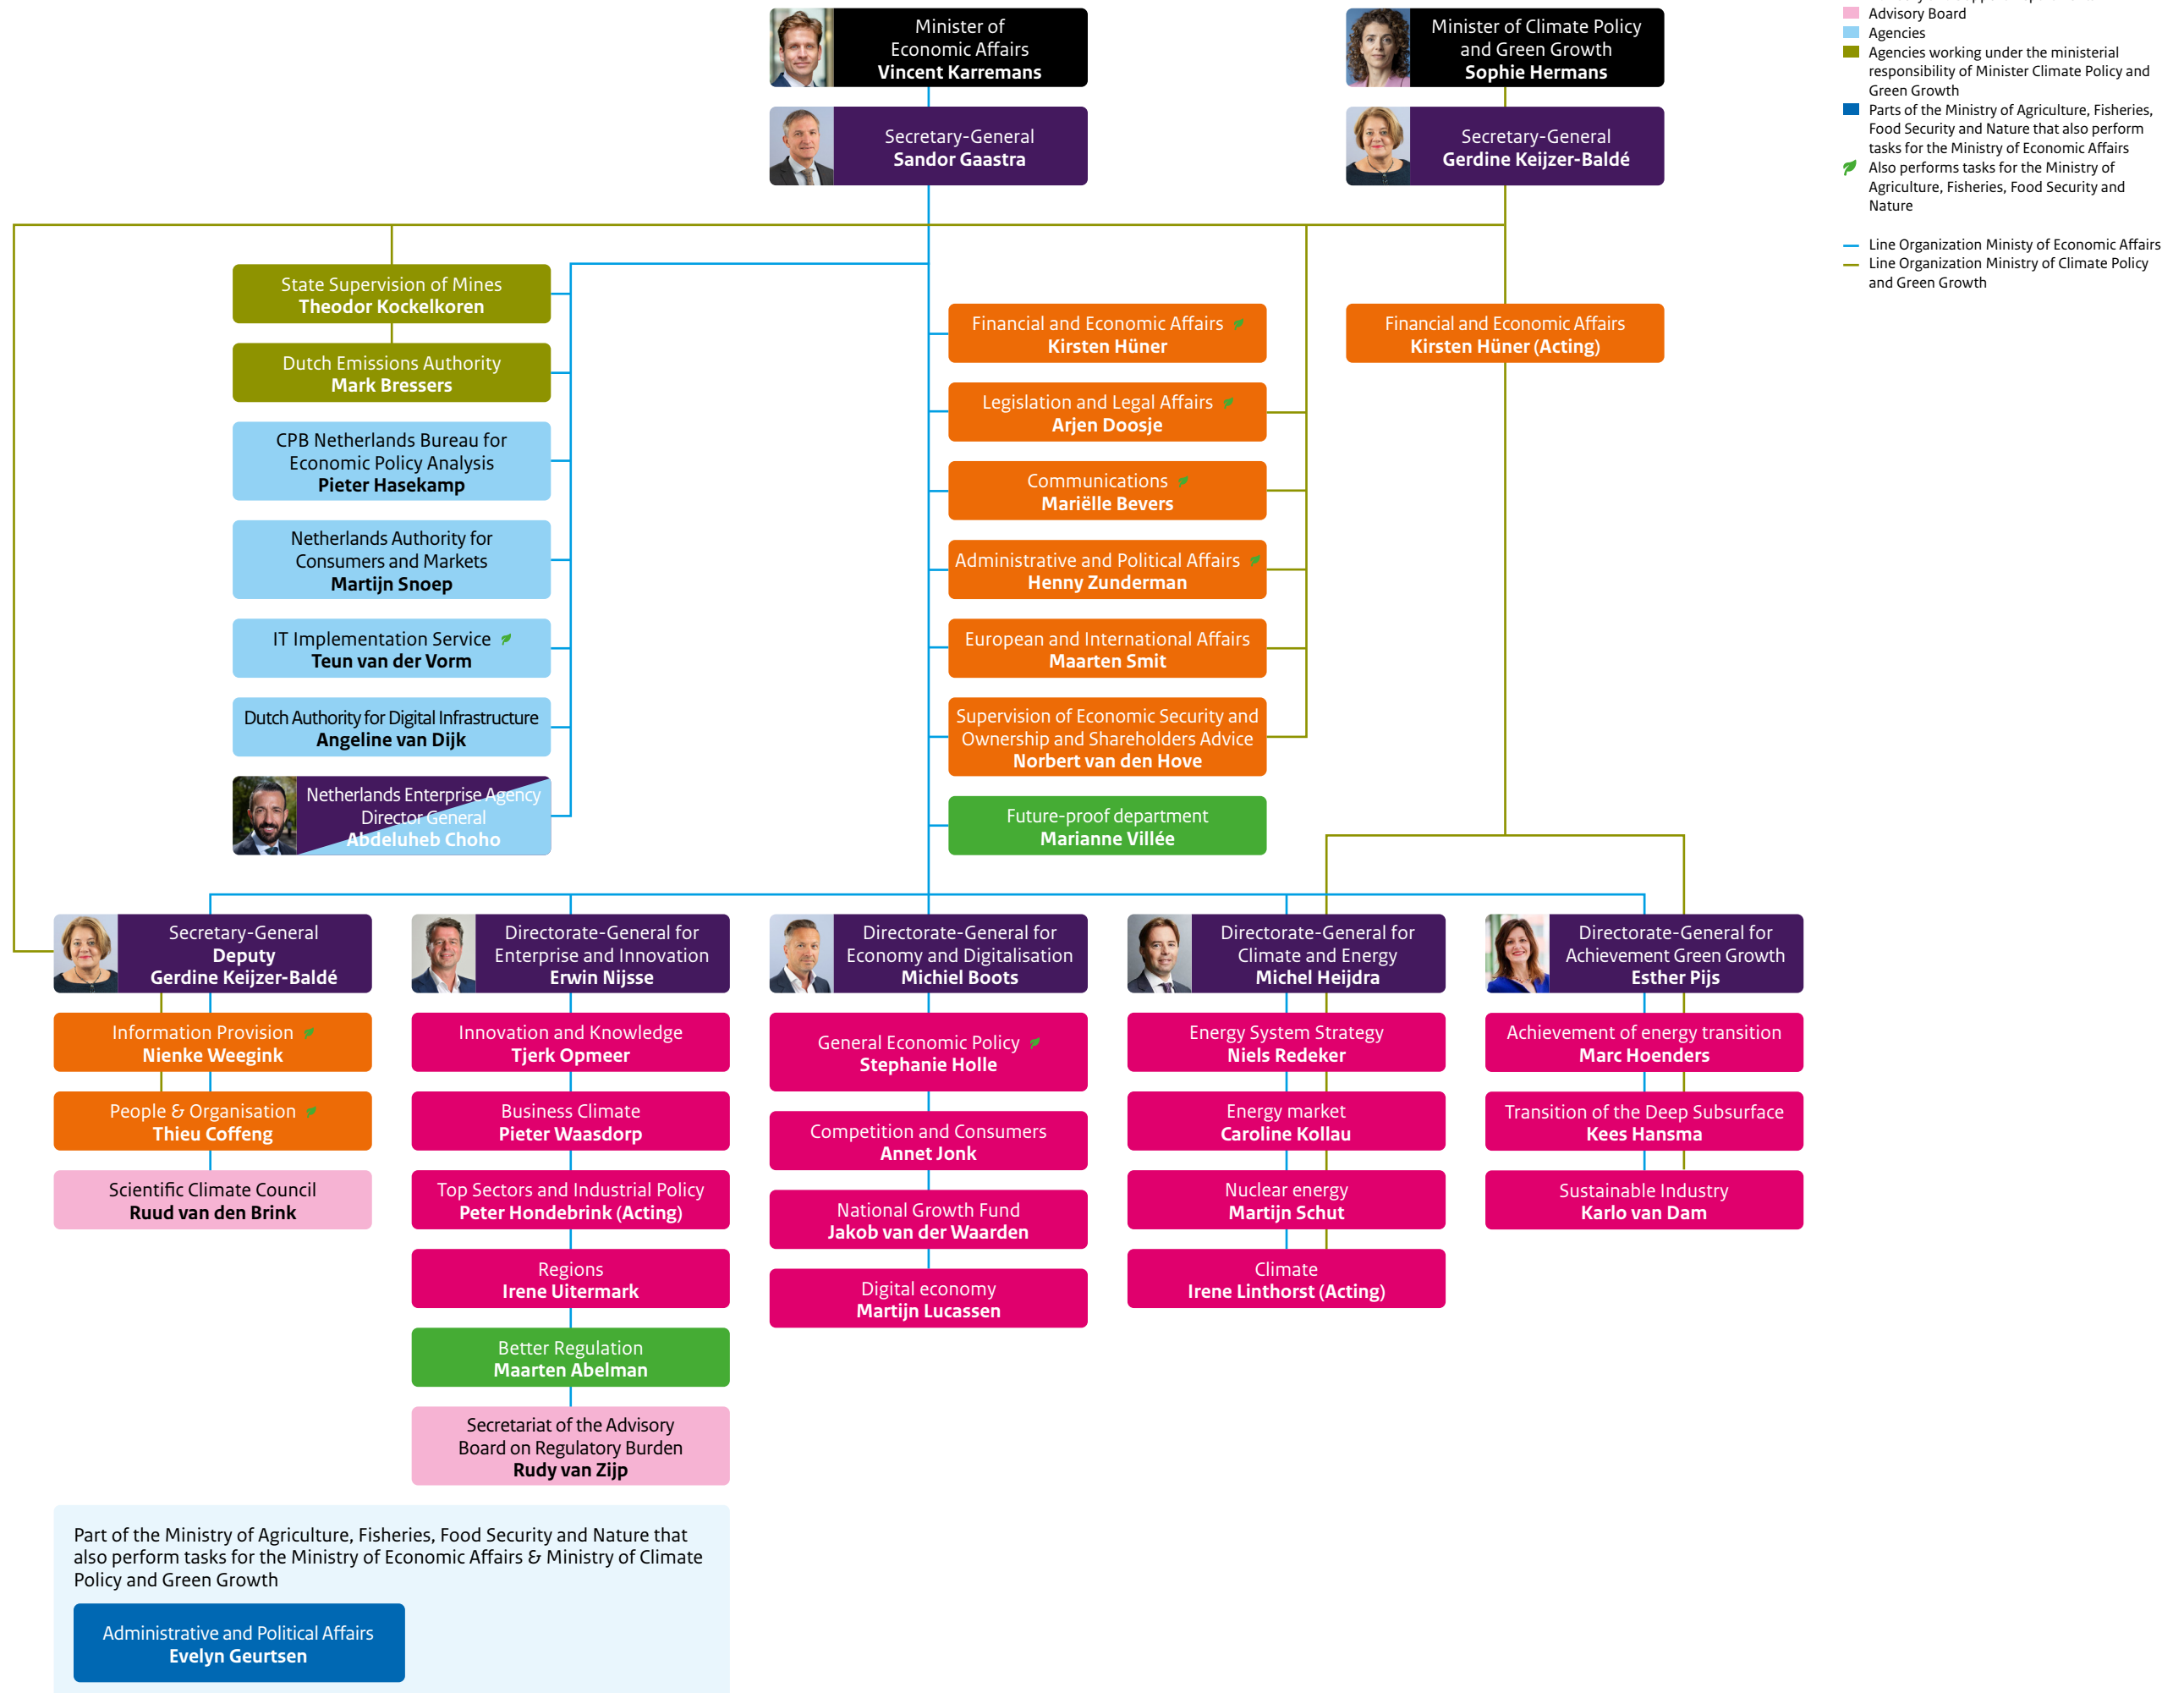 Minister of
Economic Affairs
Vincent Karremans
Minister of Climate Policy
and Green Growth
Sophie Hermans
Secretary-General
Sandor Gaastra
Secretary-General
Gerdine Keijzer-Baldé
Advisory Board
Agencies
Agencies working under the ministerial
responsibility of Minister Climate Policy and
Green Growth
Parts of the Ministry of Agriculture, Fisheries,
Food Security and Nature that also perform
tasks for the Ministry of Economic Affairs
Also performs tasks for the Ministry of
Agriculture, Fisheries, Food Security and
Nature
Line Organization Ministy of Economic Affairs
Line Organization Ministry of Climate Policy
and Green Growth
State Supervision of Mines
Theodor Kockelkoren
Dutch Emissions Authority
Mark Bressers
CPB Netherlands Bureau for
Economic Policy Analysis
Pieter Hasekamp
Netherlands Authority for
Consumers and Markets
Martijn Snoep
IT Implementation Service
Teun van der Vorm
Dutch Authority for Digital Infrastructure
Angeline van Dijk
Netherlands Enterprise Agency
Director General
Abdeluheb Choho
Financial and Economic Affairs
Kirsten Hüner
Legislation and Legal Affairs
Arjen Doosje
Communications
Mariëlle Bevers
Administrative and Political Affairs
Henny Zunderman
European and International Affairs
Maarten Smit
Supervision of Economic Security and
Ownership and Shareholders Advice
Norbert van den Hove
Future-proof department
Marianne Villée
Financial and Economic Affairs
Kirsten Hüner (Acting)
Secretary-General
Deputy
Gerdine Keijzer-Baldé
Information Provision
Nienke Weegink
People & Organisation
Thieu Coffeng
Scientific Climate Council
Ruud van den Brink
Directorate-General for
Enterprise and Innovation
Erwin Nijsse
Innovation and Knowledge
Tjerk Opmeer
Business Climate
Pieter Waasdorp
Top Sectors and Industrial Policy
Peter Hondebrink (Acting)
Regions
Irene Uitermark
Better Regulation
Maarten Abelman
Secretariat of the Advisory
Board on Regulatory Burden
Rudy van Zijp
Directorate-General for
Economy and Digitalisation
Michiel Boots
General Economic Policy
Stephanie Holle
Competition and Consumers
Annet Jonk
National Growth Fund
Jakob van der Waarden
Digital economy
Martijn Lucassen
Directorate-General for
Climate and Energy
Michel Heijdra
Energy System Strategy
Niels Redeker
Energy market
Caroline Kollau
Nuclear energy
Martijn Schut
Climate
Irene Linthorst (Acting)
Directorate-General for
Achievement Green Growth
Esther Pijs
Achievement of energy transition
Marc Hoenders
Transition of the Deep Subsurface
Kees Hansma
Sustainable Industry
Karlo van Dam
Part of the Ministry of Agriculture, Fisheries, Food Security and Nature that
also perform tasks for the Ministry of Economic Affairs & Ministry of Climate
Policy and Green Growth
Administrative and Political Affairs
Evelyn Geurtsen